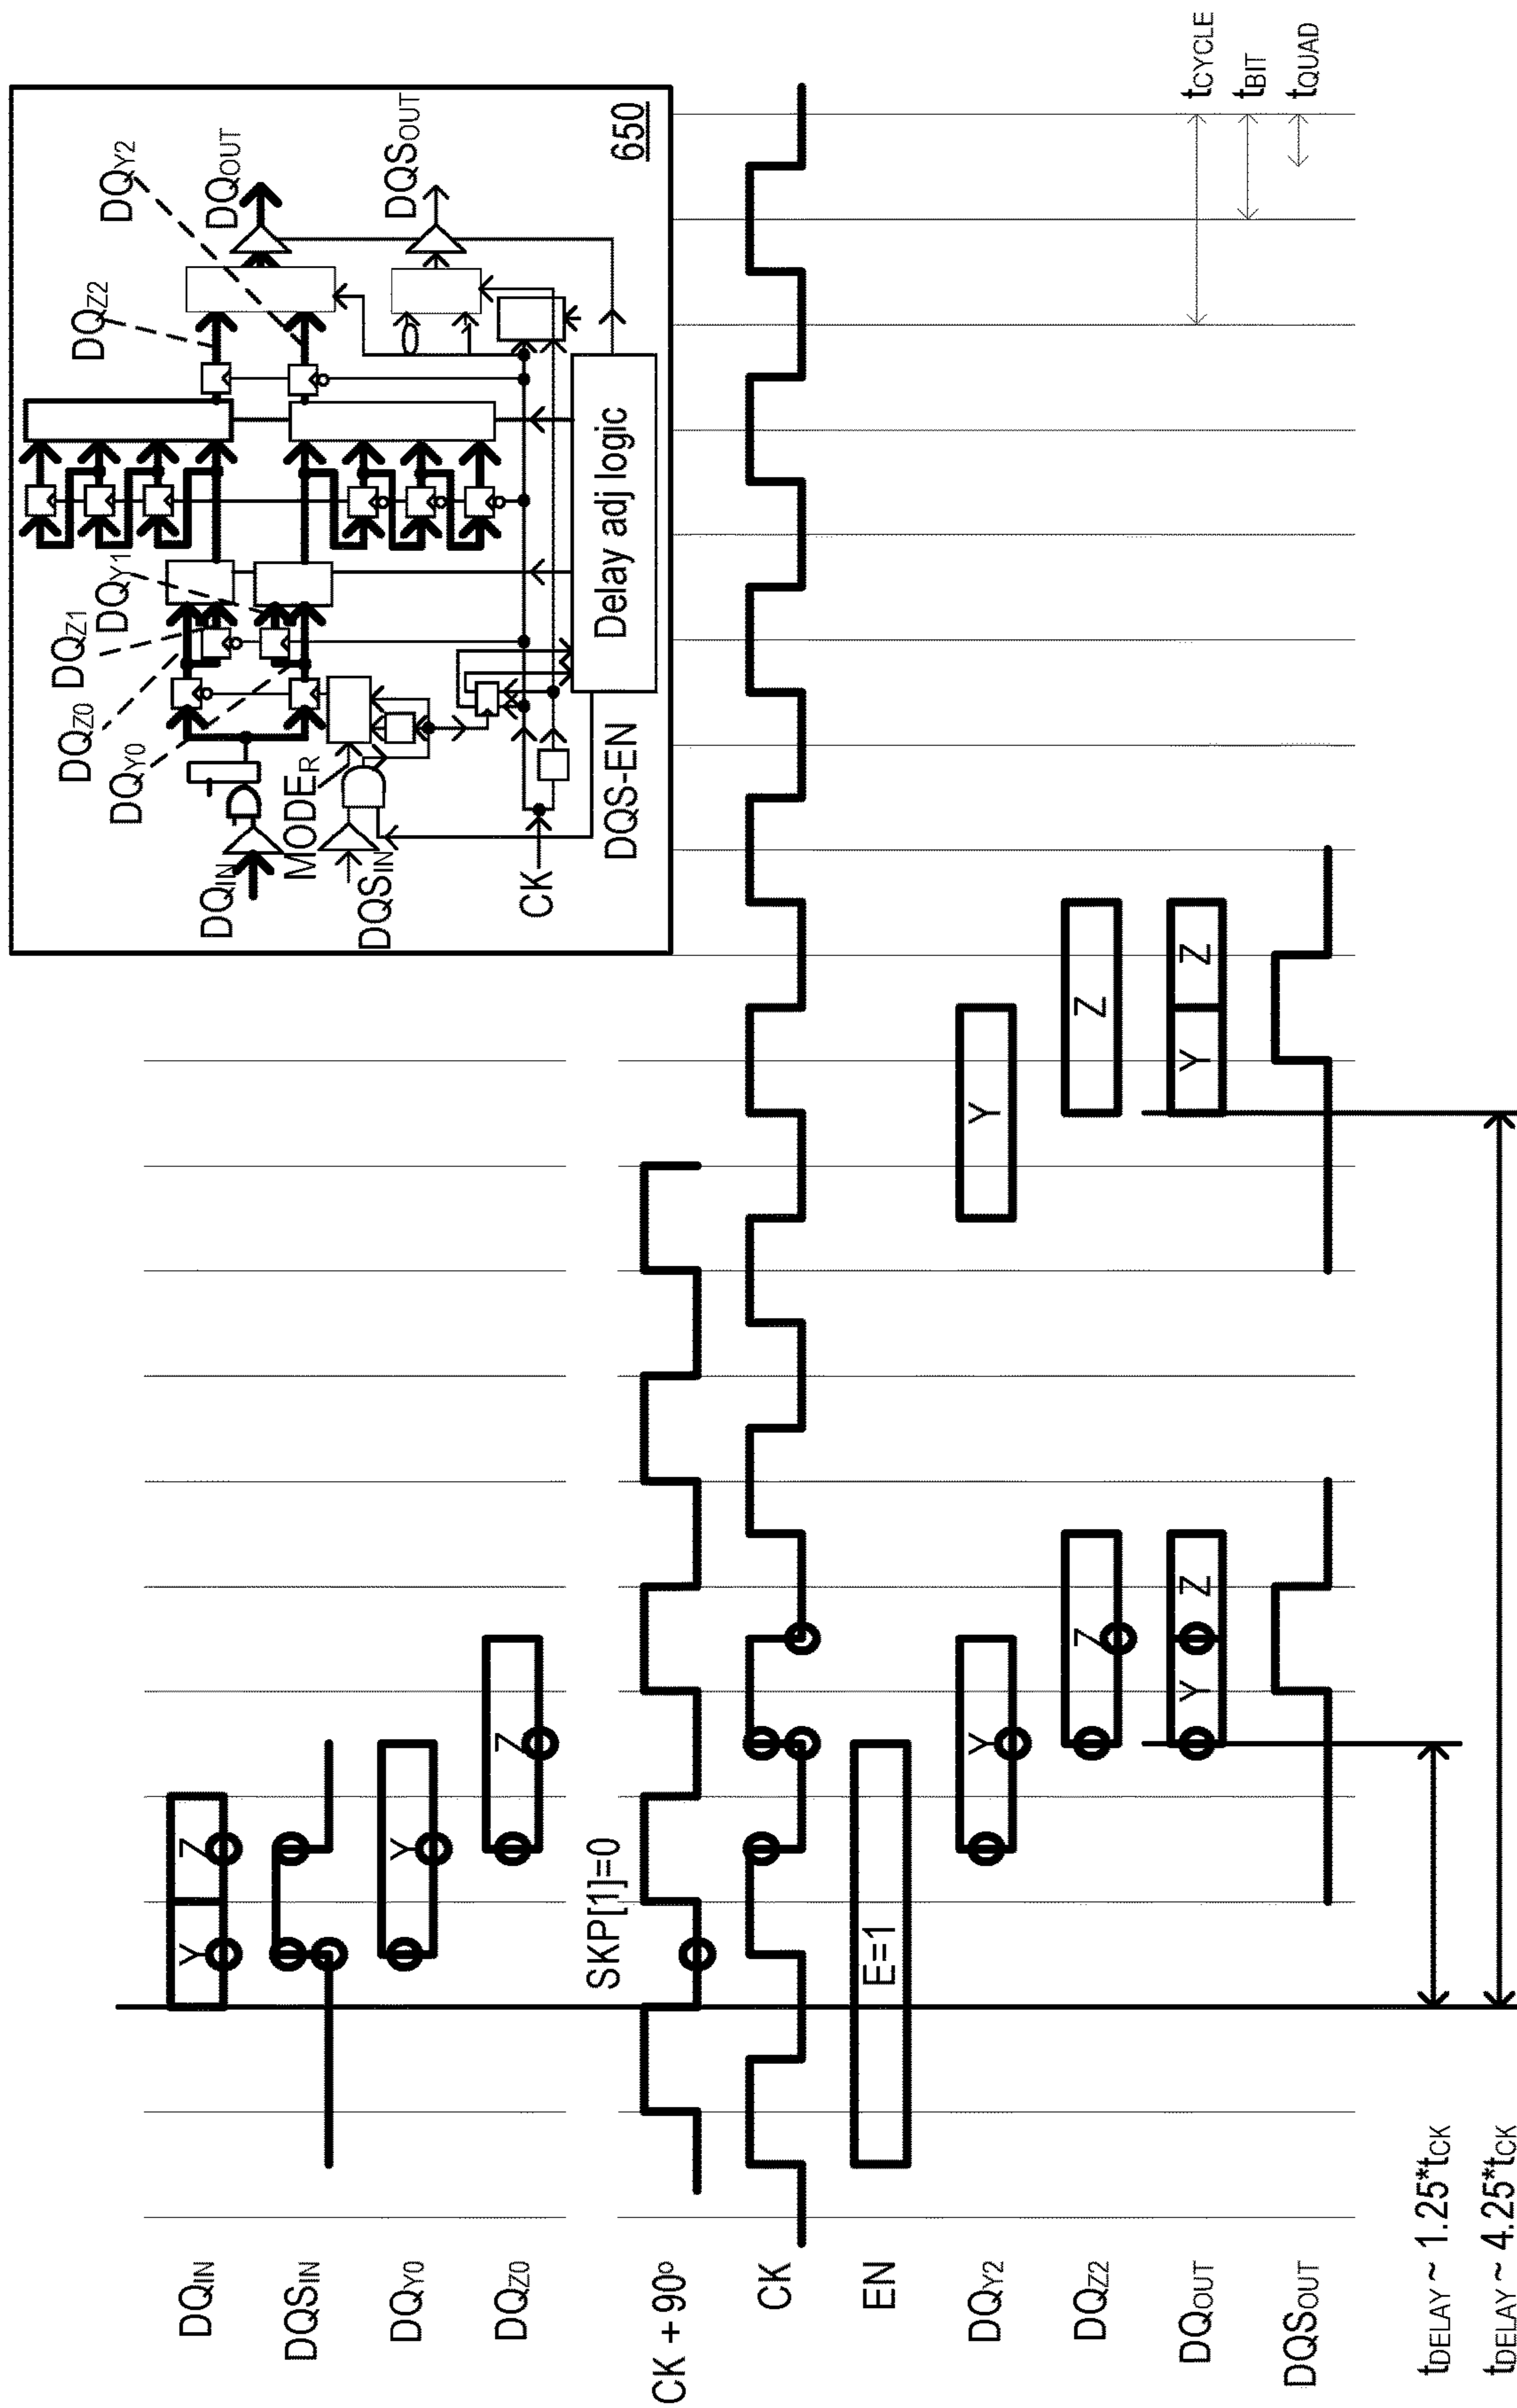 DQIN
DQSIN
DQY0
DQZ0
CK + 90°
CK
EN
DQY2
DQZ2
DQOUT
DQSOUT
tDELAY ~ 1.25*tCK
tDELAY ~ 4.25*tCK
Y Z
Y
Z
SKP[1]=0
E=1
Y
Z
Y Z
Y
Z
Y Z
DQIN
DQSIN
CK
MODER
DQY0
DQZ0
DQZ1
DQY1
DQZ2
DQY2
DQOUT
DQSOUT
DQS-EN
Delay adj logic
650
tCYCLE
tBIT
tQUAD